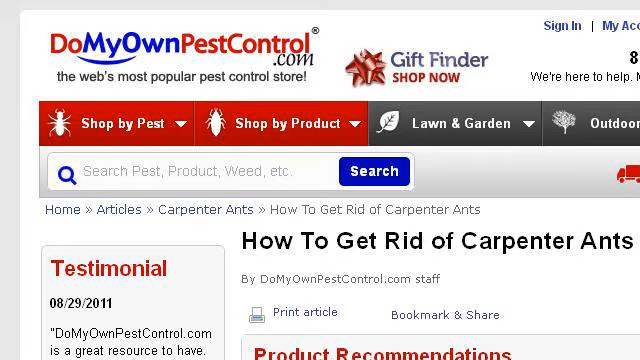 DoMyOwnPestControl®
.com
the web's most popular pest control store!
Gift Finder
SHOP NOW
Sign In | My Acc
8
We're here to help. M
Shop by Pest
Shop by Product
Lawn & Garden
Outdoor
Search Pest, Product, Weed, etc.
Search
Home » Articles » Carpenter Ants » How To Get Rid of Carpenter Ants
How To Get Rid of Carpenter Ants
By DoMyOwnPestControl.com staff
Print article
Bookmark & Share
Testimonial
08/29/2011
"DoMyOwnPestControl.com
is a great resource to have.
Product Recommendations